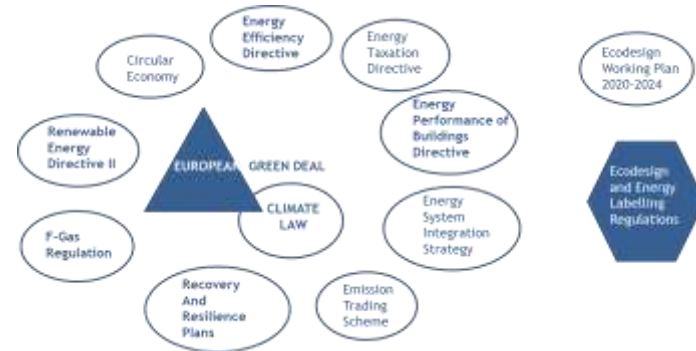 Energy
Efficiency
Directive
Energy
Taxation
Directive
Circular
Economy
Ecodesign
Working Plan
2020-2024
Energy
Performance of
Buildings
Directive
Renewable
Energy
Directive II
EUROPEAN GREEN DEAL
CLIMATE
LAW
Ecodesign
and Energy
Labelling
Regulations
Energy
System
Integration
Strategy
F-Gas
Regulation
Recovery
And
Resilience
Plans
Emission
Trading
Scheme